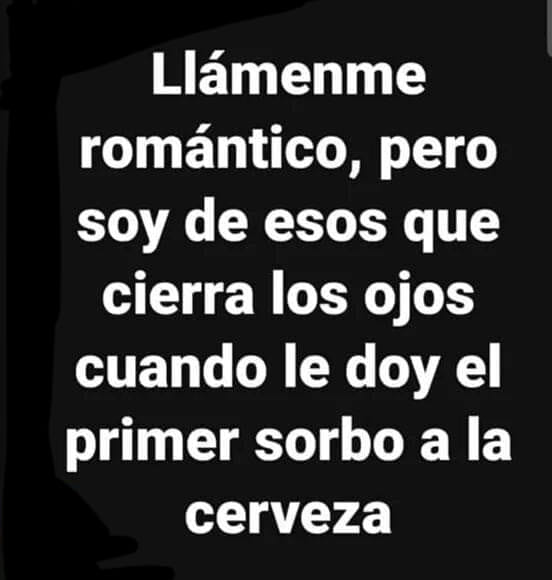 Llámenme
romántico, pero
soy de esos que
cierra los ojos
cuando le doy el
primer sorbo a la
cerveza